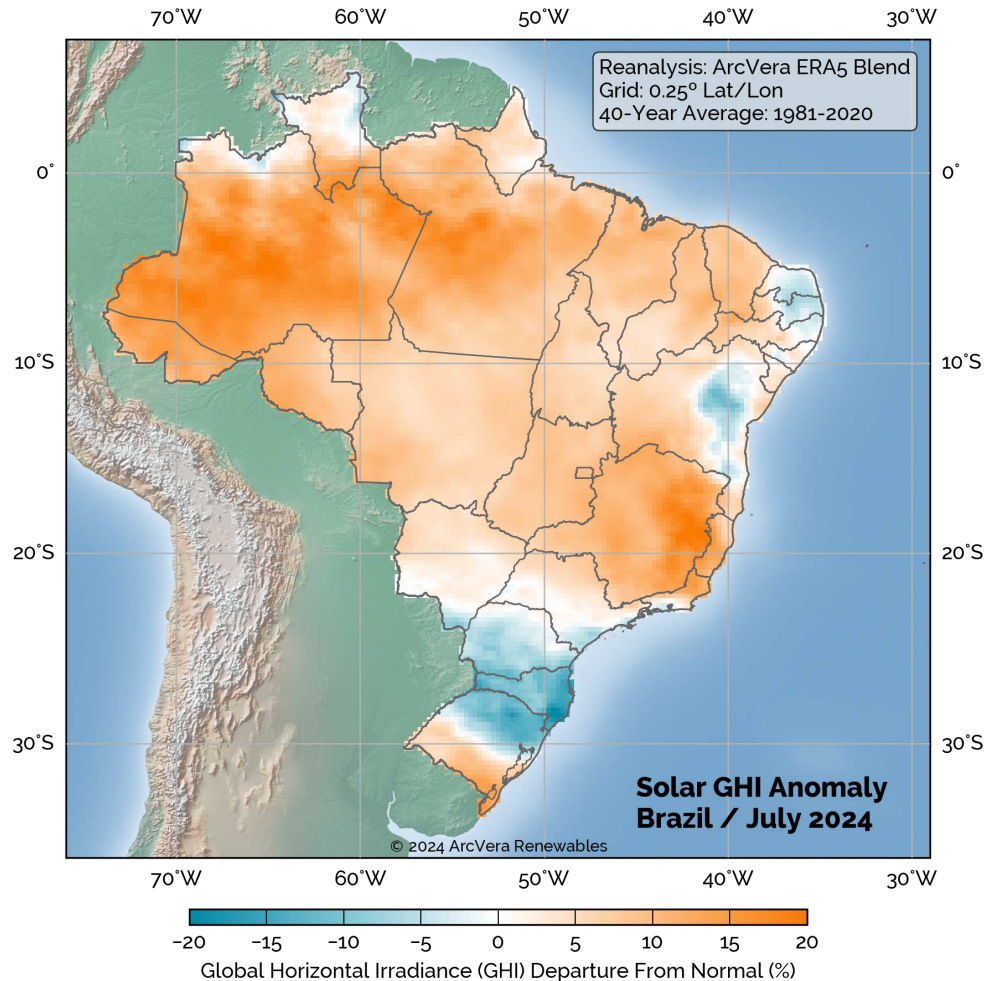 70°W 60°W 50°W 40°W 30°W
Reanalysis: ArcVera ERA5 Blend
Grid: 0.25º Lat/Lon
40-Year Average: 1981-2020
0° 0°
10°S 10°S
20°S 20°S
30°S 30°S
Solar GHI Anomaly
Brazil / July 2024
© 2024 ArcVera Renewables
70°W 60°W 50°W 40°W 30°W
−20 −15 −10 −5 0 5 10 15 20
Global Horizontal Irradiance (GHI) Departure From Normal (%)